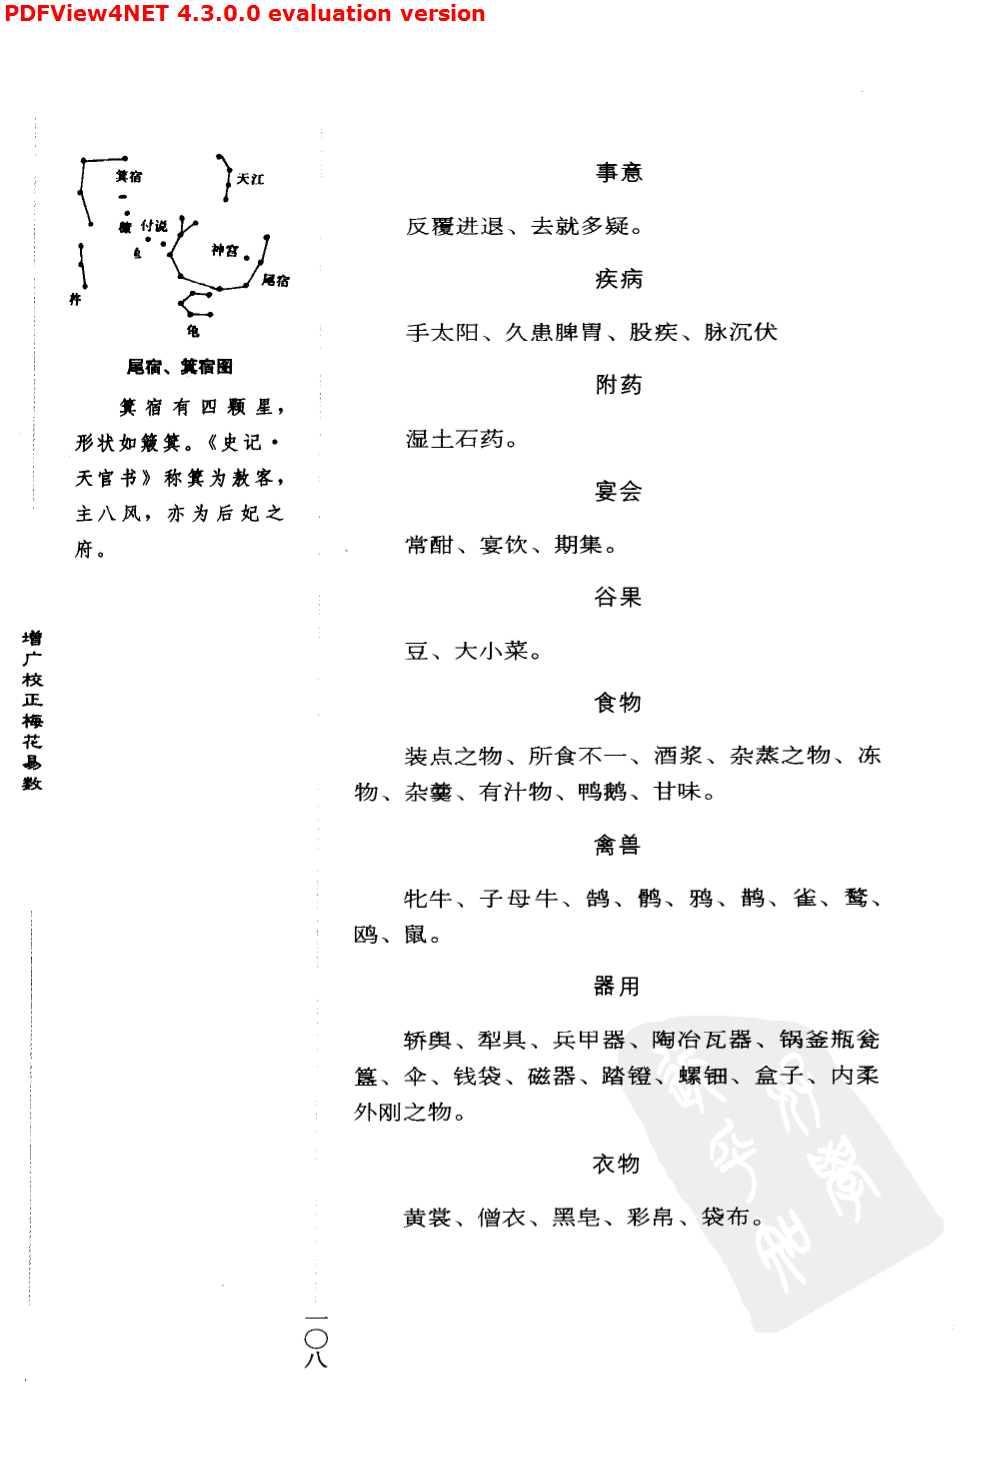 PDFView4NET 4.3.0.0 evaluation version
箕宿
天江
糠
付说
鱼
神宫
尾宿
杵
龟
尾宿、箕宿图
箕宿有四颗星，
形状如簸箕。《史记·
天官书》称箕为敖客，
主八风，亦为后妃之
府。
增广校正梅花易数
事意
反覆进退、去就多疑。
疾病
手太阳、久患脾胃、股疾、脉沉伏
附药
湿土石药。
宴会
常酣、宴饮、期集。
谷果
豆、大小菜。
食物
装点之物、所食不一、酒浆、杂蒸之物、冻
物、杂羹、有汁物、鸭鹅、甘味。
禽兽
牝牛、子母牛、鹄、鹘、鸦、鹊、雀、鹜、
鸥、鼠。
器用
轿舆、犁具、兵甲器、陶冶瓦器、锅釜瓶瓮
簋、伞、钱袋、磁器、踏镫、螺钿、盒子、内柔
外刚之物。
衣物
黄裳、僧衣、黑皂、彩帛、袋布。
一〇八